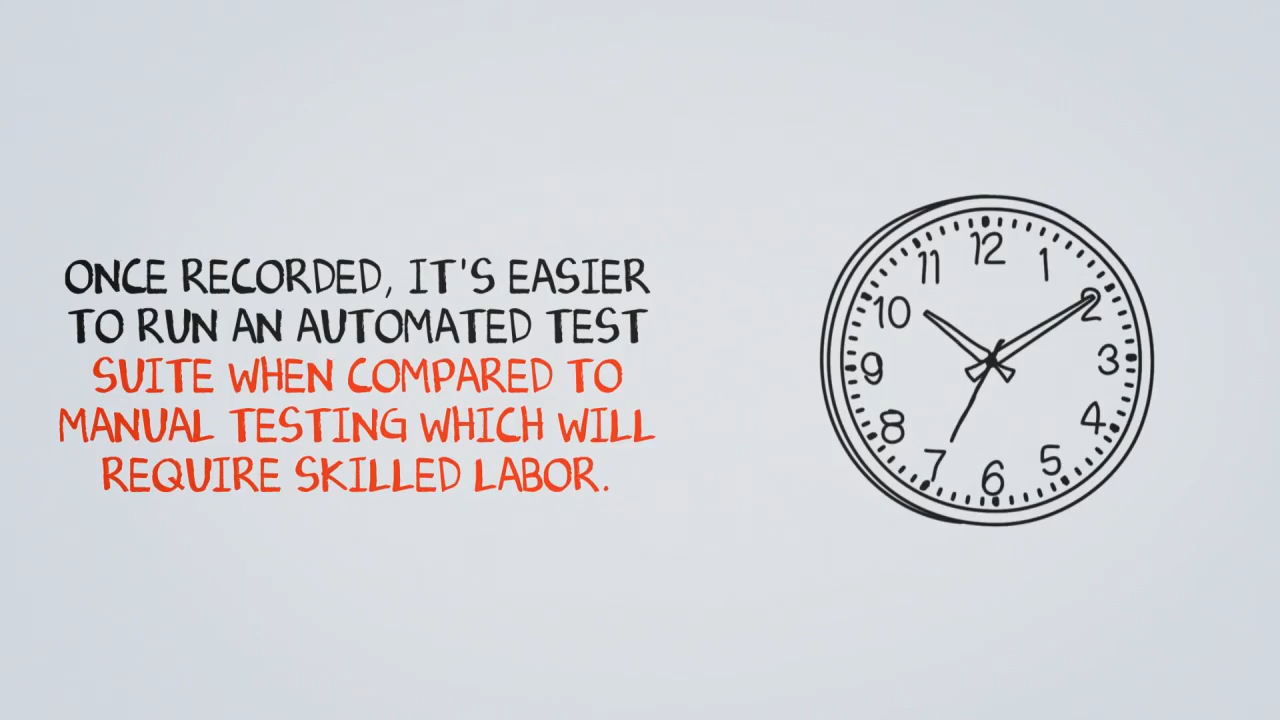 ONCE RECORDED, IT'S EASIER
TO RUN AN AUTOMATED TEST
SUITE WHEN COMPARED TO
MANUAL TESTING WHICH WILL
REQUIRE SKILLED LABOR.
12
11
1
10
2
9
3
8
4
7
5
6